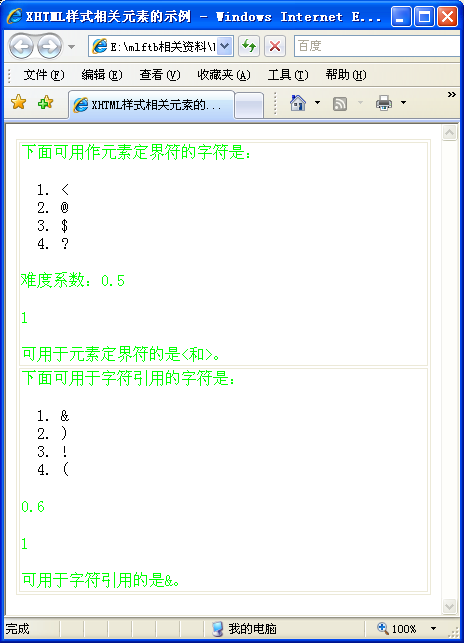 XHTML样式相关元素的示例 - Windows Internet E...
E:\mlftb相关资料\
百度
文件(F) 编辑(E) 查看(V) 收藏夹(A) 工具(T) 帮助(H)
XHTML样式相关元素的...
下面可用作元素定界符的字符是：
1. <
2. @
3. $
4. ?
难度系数：0.5
1
可用于元素定界符的是<和>。
下面可用于字符引用的字符是：
1. &
2. )
3. !
4. (
0.6
1
可用于字符引用的是&。
完成
我的电脑
100%